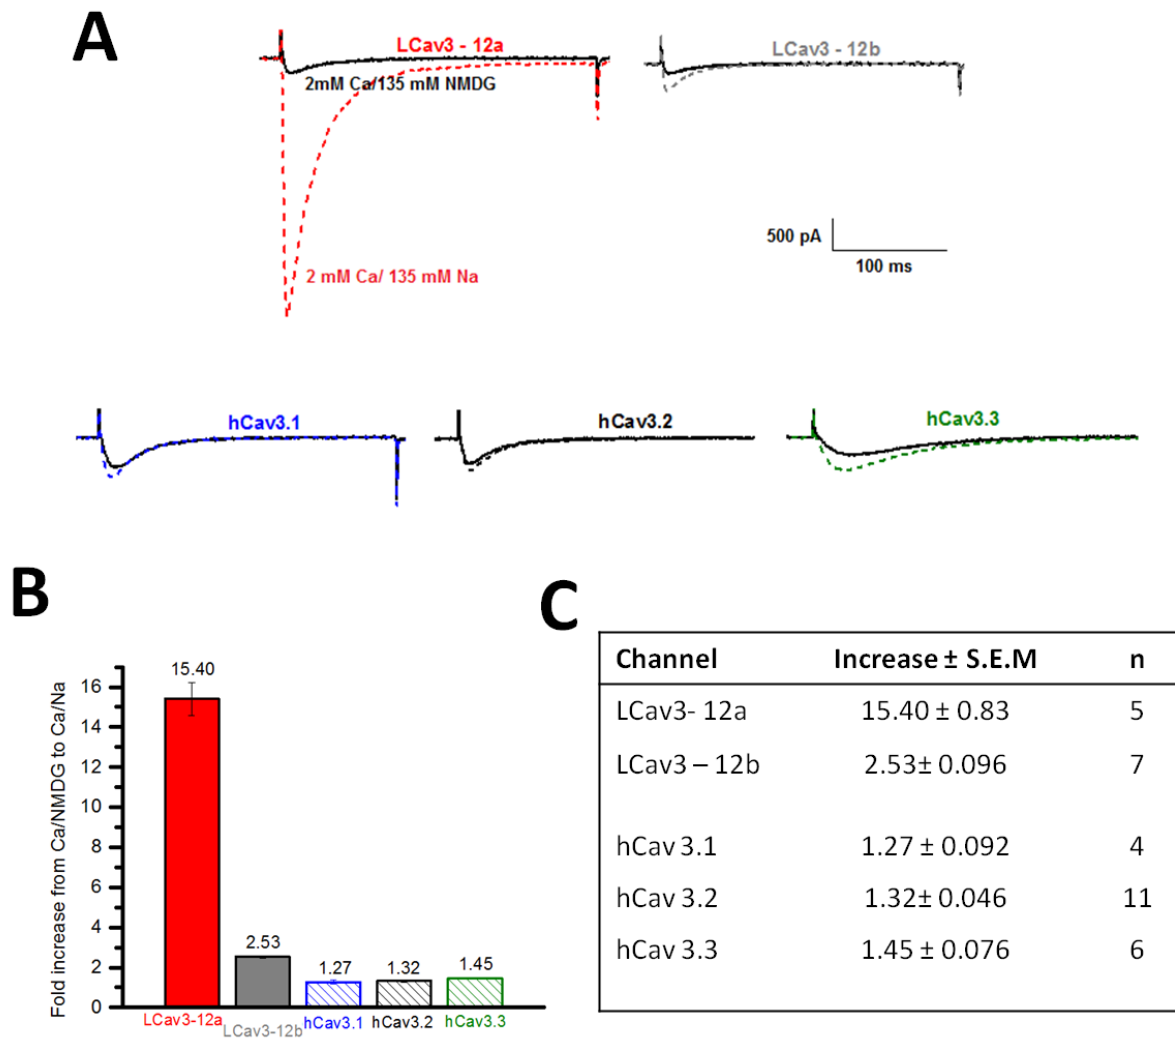 A
LCav3 - 12a
LCav3 - 12b
2mM Ca/135 mM NMDG
500 pA
100 ms
2 mM Ca/ 135 mM Na
hCav3.1
hCav3.2
hCav3.3
B
Fold increase from Ca/NMDG to Ca/Na
16
14
12
10
8
6
4
2
0
15.40
2.53
1.27
1.32
1.45
LCav3-12a
LCav3-12b
hCav3.1
hCav3.2
hCav3.3
C
Channel Increase ± S.E.M n
LCav3- 12a 15.40 ± 0.83 5
LCav3 – 12b 2.53± 0.096 7
hCav 3.1 1.27 ± 0.092 4
hCav 3.2 1.32± 0.046 11
hCav 3.3 1.45 ± 0.076 6